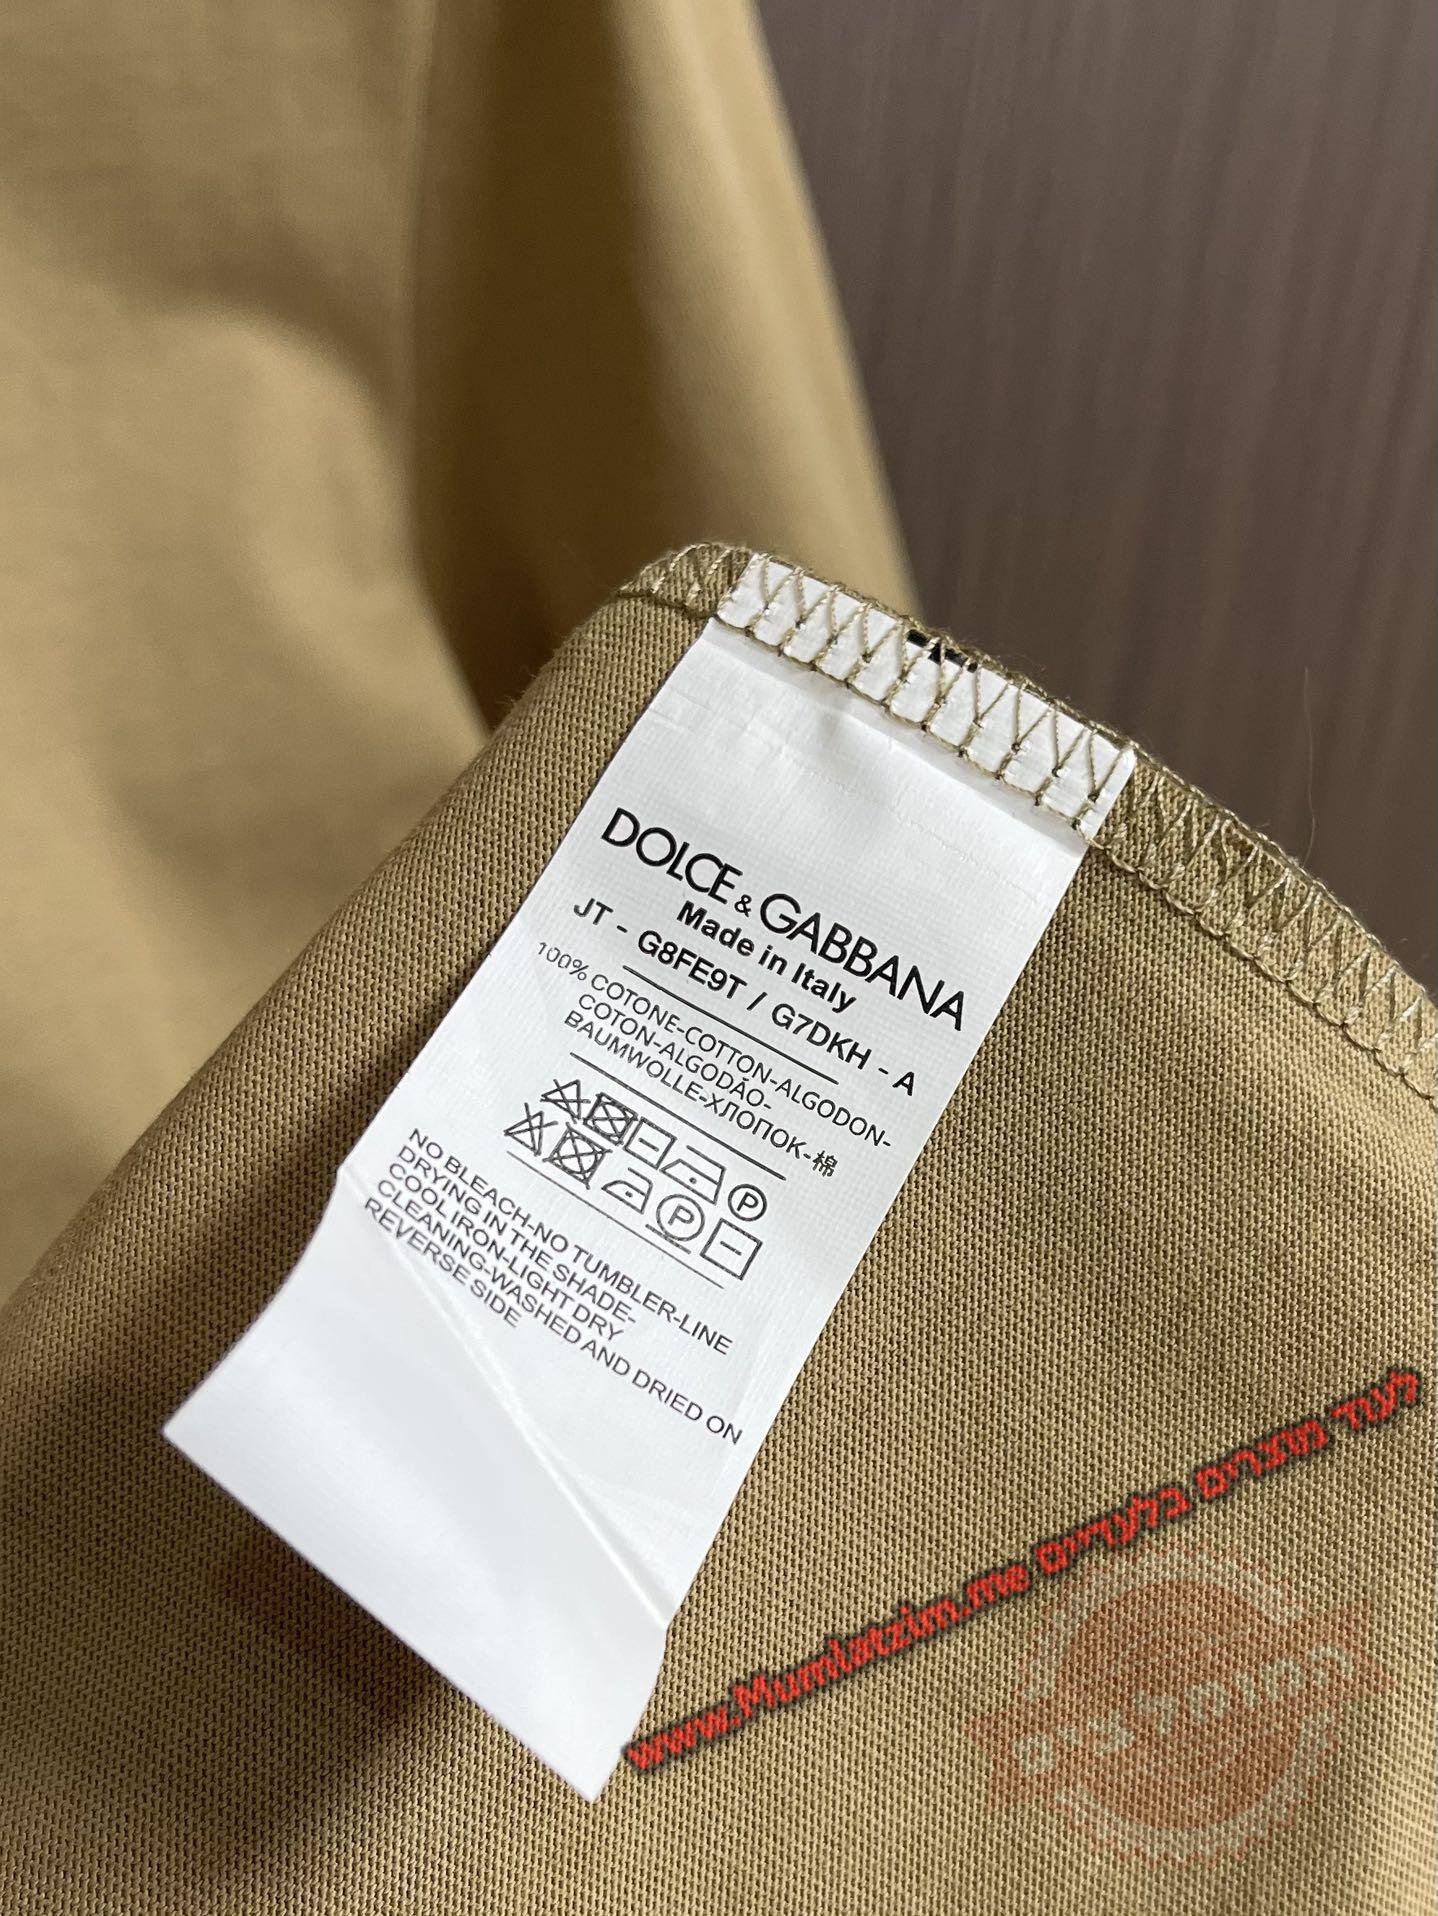 DOLCE & GABBANA
Made in Italy
JT - G8FE9T / G7DKH - A
100% COTONE-COTTON-ALGODON-
COTON-ALGODÃO-
BAUMWOLLE-ХЛОПОК-棉
P
P
NO BLEACH-NO TUMBLER-LINE
DRYING IN THE SHADE-
COOL IRON-LIGHT DRY
CLEANING-WASHED AND DRIED ON
REVERSE SIDE
לעוד מוצרים בלעדיים www.Mumlatzim.me
המומלצים